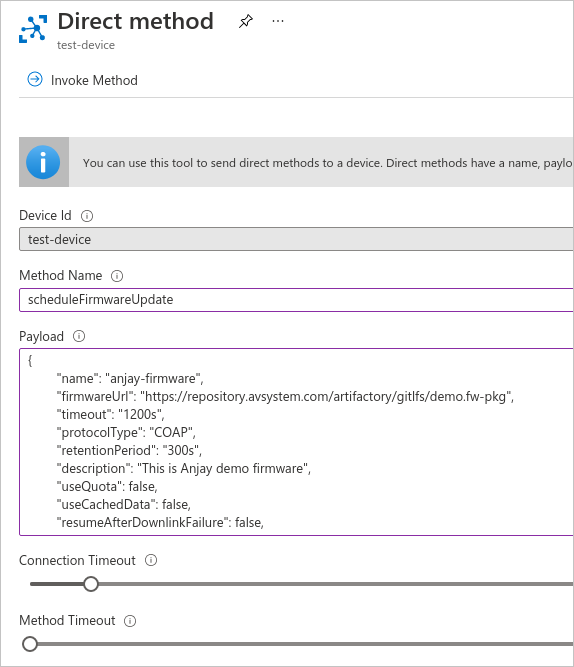 Direct method
...
test-device
Invoke Method
You can use this tool to send direct methods to a device. Direct methods have a name, paylo
Device Id
test-device
Method Name
scheduleFirmwareUpdate
Payload
{
"name": "anjay-firmware",
"firmwareUrl": "https://repository.avsystem.com/artifactory/gitlfs/demo.fw-pkg",
"timeout": "1200s",
"protocolType": "COAP",
"retentionPeriod": "300s",
"description": "This is Anjay demo firmware",
"useQuota": false,
"useCachedData": false,
"resumeAfterDownlinkFailure": false,
Connection Timeout
Method Timeout